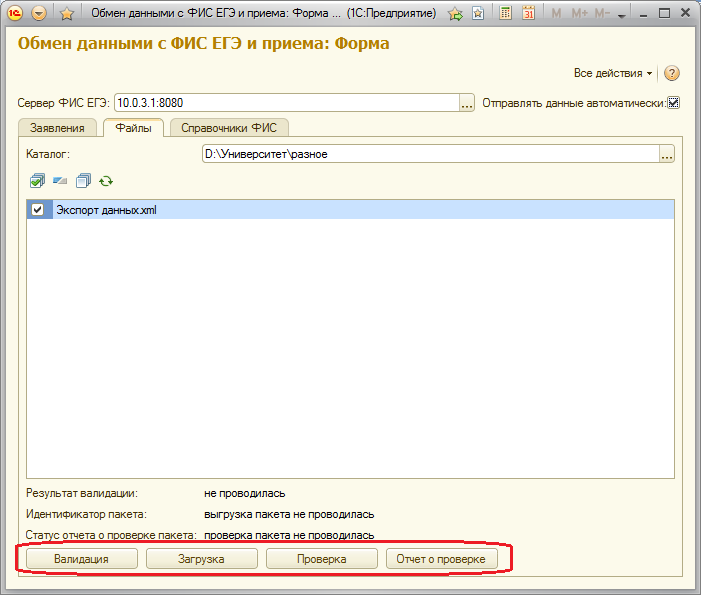 Обмен данными с ФИС ЕГЭ и приема: Форма ... (1С:Предприятие)
31 M M+ M-
Обмен данными с ФИС ЕГЭ и приема: Форма
Все действия ?
Сервер ФИС ЕГЭ: 10.0.3.1:8080 ... Отправлять данные автоматически:
Заявления Файлы Справочники ФИС
Каталог: D:\Университет\разное ...
Экспорт данных.xml
Результат валидации: не проводилась
Идентификатор пакета: выгрузка пакета не проводилась
Статус отчета о проверке пакета: проверка пакета не проводилась
Валидация Загрузка Проверка Отчет о проверке